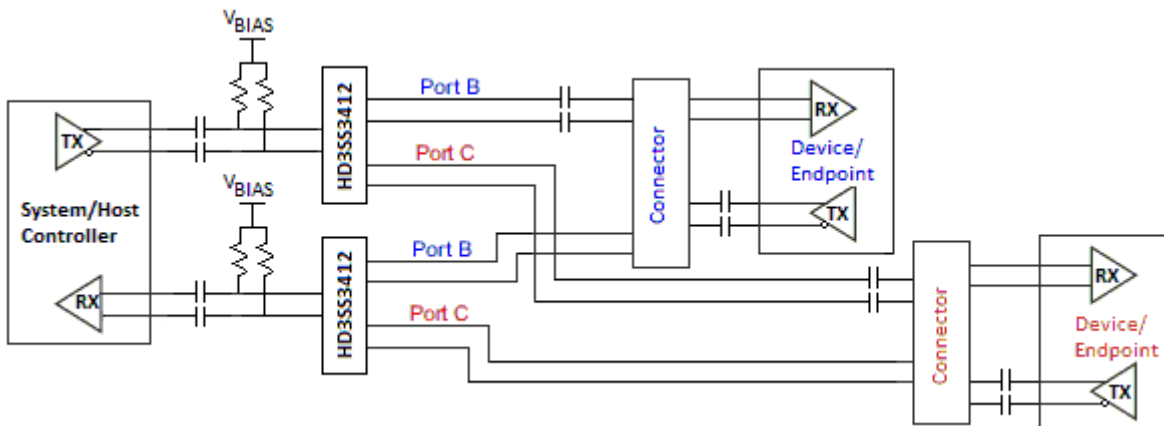 VBIAS
TX
HD3SS3412
Port B
Port C
Connector
RX
Device/
Endpoint
TX
System/Host
Controller
VBIAS
RX
HD3SS3412
Port B
Port C
Connector
RX
Device/
Endpoint
TX